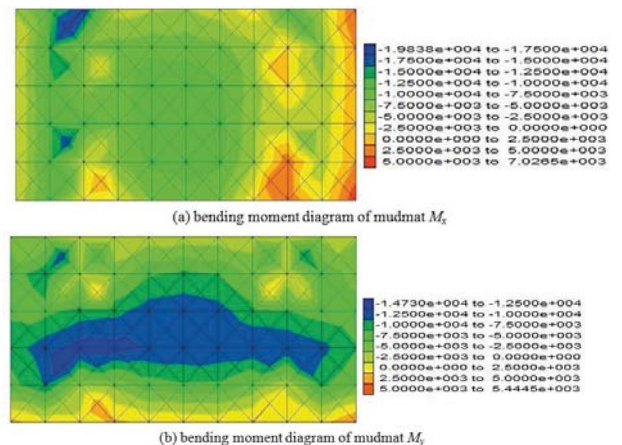 -1.9838e+004 to -1.7500e+004
-1.7500e+004 to -1.5000e+004
-1.5000e+004 to -1.2500e+004
-1.2500e+004 to -1.0000e+004
-1.0000e+004 to -7.5000e+003
-7.5000e+003 to -5.0000e+003
-5.0000e+003 to -2.5000e+003
-2.5000e+003 to 0.0000e+000
0.0000e+000 to 2.5000e+003
2.5000e+003 to 5.0000e+003
5.0000e+003 to 7.0265e+003
(a) bending moment diagram of mudmat Mx
-1.4730e+004 to -1.2500e+004
-1.2500e+004 to -1.0000e+004
-1.0000e+004 to -7.5000e+003
-7.5000e+003 to -5.0000e+003
-5.0000e+003 to -2.5000e+003
-2.5000e+003 to 0.0000e+000
0.0000e+000 to 2.5000e+003
2.5000e+003 to 5.0000e+003
5.0000e+003 to 5.4445e+003
(b) bending moment diagram of mudmat My